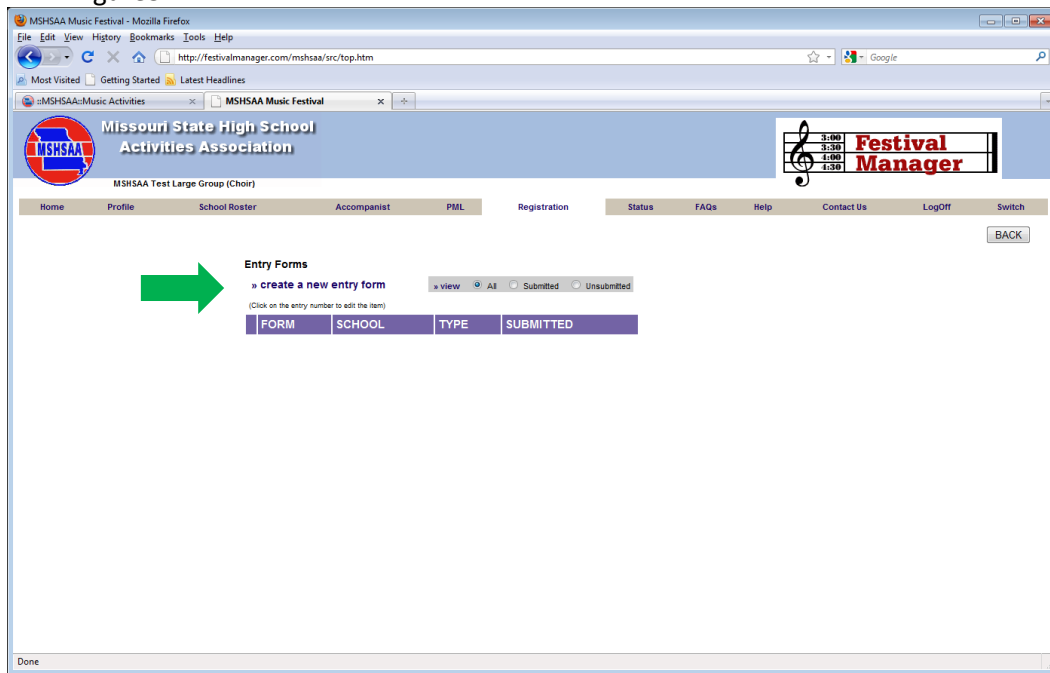 MSHSAA Music Festival - Mozilla Firefox
File Edit View History Bookmarks Tools Help
http://festivalmanager.com/mshsaa/src/top.htm
Google
Most Visited Getting Started Latest Headlines
::MSHSAA::Music Activities
MSHSAA Music Festival
MSHSAA
Missouri State High School
Activities Association
3:00
3:30
4:00
4:30
Festival
Manager
MSHSAA Test Large Group (Choir)
Home Profile School Roster Accompanist PML Registration Status FAQs Help Contact Us LogOff Switch
BACK
Entry Forms
» create a new entry form
» view All Submitted Unsubmitted
(Click on the entry number to edit the item)
FORM SCHOOL TYPE SUBMITTED
Done